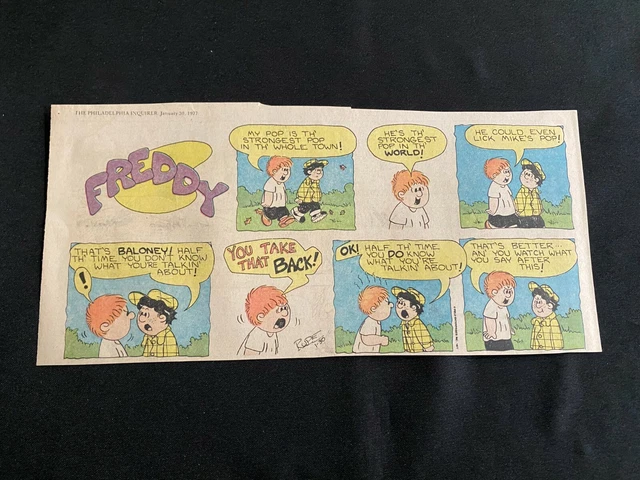 THE PHILADELPHIA INQUIRER January
FREDDY
MY POP IS TH'
STRONGEST POP
IN TH' WHOLE TOWN!
HE'S TH'
STRONGEST
POP IN TH'
WORLD!
HE COULD EVEN
LICK MIKE'S POP!
!
THAT'S BALONEY! HALF
TH' TIME YOU DON'T KNOW
WHAT YOU'RE TALKIN'
ABOUT!
YOU TAKE
THAT BACK!
RUPE
OK! HALF TH' TIME
YOU DO KNOW
WHAT YOU'RE
TALKIN' ABOUT!
THAT'S BETTER...
AN' YOU WATCH WHAT
YOU SAY AFTER
THIS!